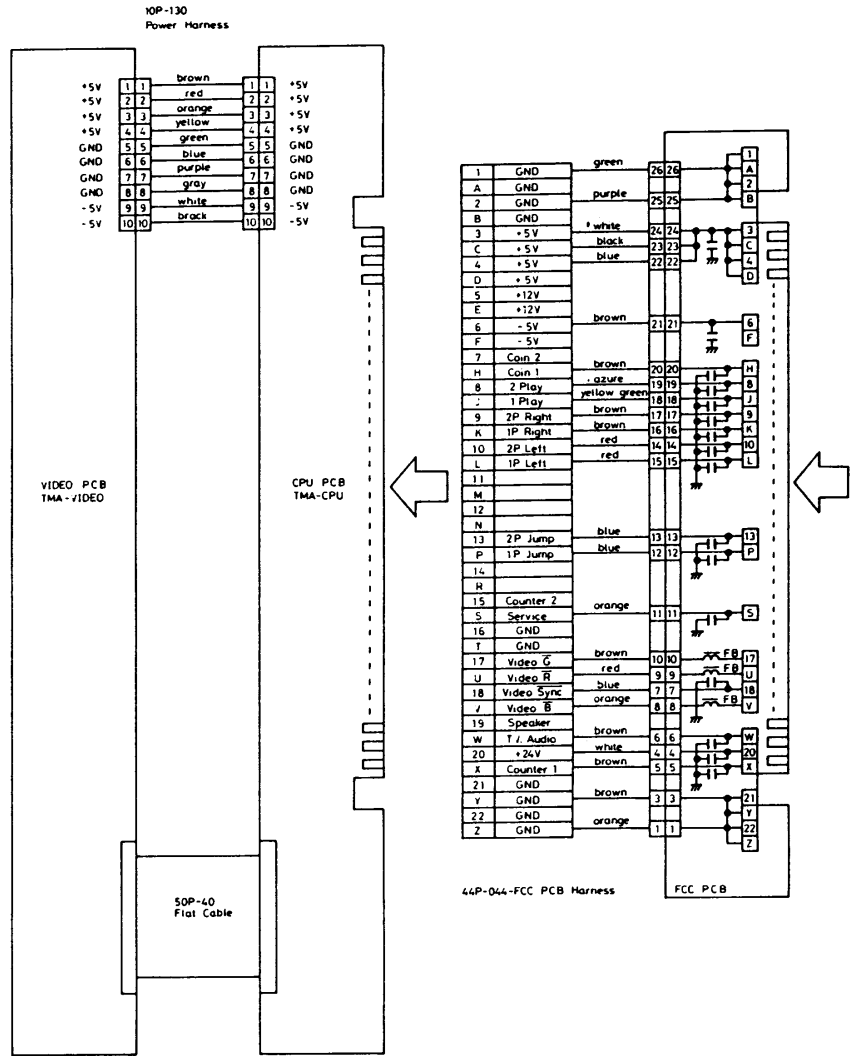 10P-130
Power Harness
+5V 1 1 brown 1 1 +5V
+5V 2 2 red 2 2 +5V
+5V 3 3 orange 3 3 +5V
+5V 4 4 yellow 4 4 +5V
GND 5 5 green 5 5 GND
GND 6 6 blue 6 6 GND
GND 7 7 purple 7 7 GND
GND 8 8 gray 8 8 GND
-5V 9 9 white 9 9 -5V
-5V 10 10 brack 10 10 -5V
VIDEO PCB
TMA-VIDEO
CPU PCB
TMA-CPU
50P-40
Flat Cable
1 GND green 26 26 1
A GND A
2 GND purple 25 25 2
B GND B
3 +5V white 24 24 3
C +5V black 23 23 C
4 +5V blue 22 22 4
D +5V D
5 +12V
E +12V
6 -5V brown 21 21 6
F -5V F
7 Coin 2
H Coin 1 brown 20 20 H
8 2 Play azure 19 19 8
J 1 Play yellow green 18 18 J
9 2P Right brown 17 17 9
K 1P Right brown 16 16 K
10 2P Left red 14 14 10
L 1P Left red 15 15 L
11
M
12
N
13 2P Jump blue 13 13 13
P 1P Jump blue 12 12 P
14
R
15 Counter 2
S Service orange 11 11 S
16 GND
T GND
17 Video G̅ brown 10 10 FB 17
U Video R̅ red 9 9 FB U
18 Video S̅y̅n̅c̅ blue 7 7 18
V Video B̅ orange 8 8 FB V
19 Speaker
W Audio brown 6 6 W
20 +24V white 4 4 20
X Counter 1 brown 5 5 X
21 GND brown 3 3 21
Y GND Y
22 GND orange 1 1 22
Z GND Z
44P-044-FCC PCB Harness
FCC PCB